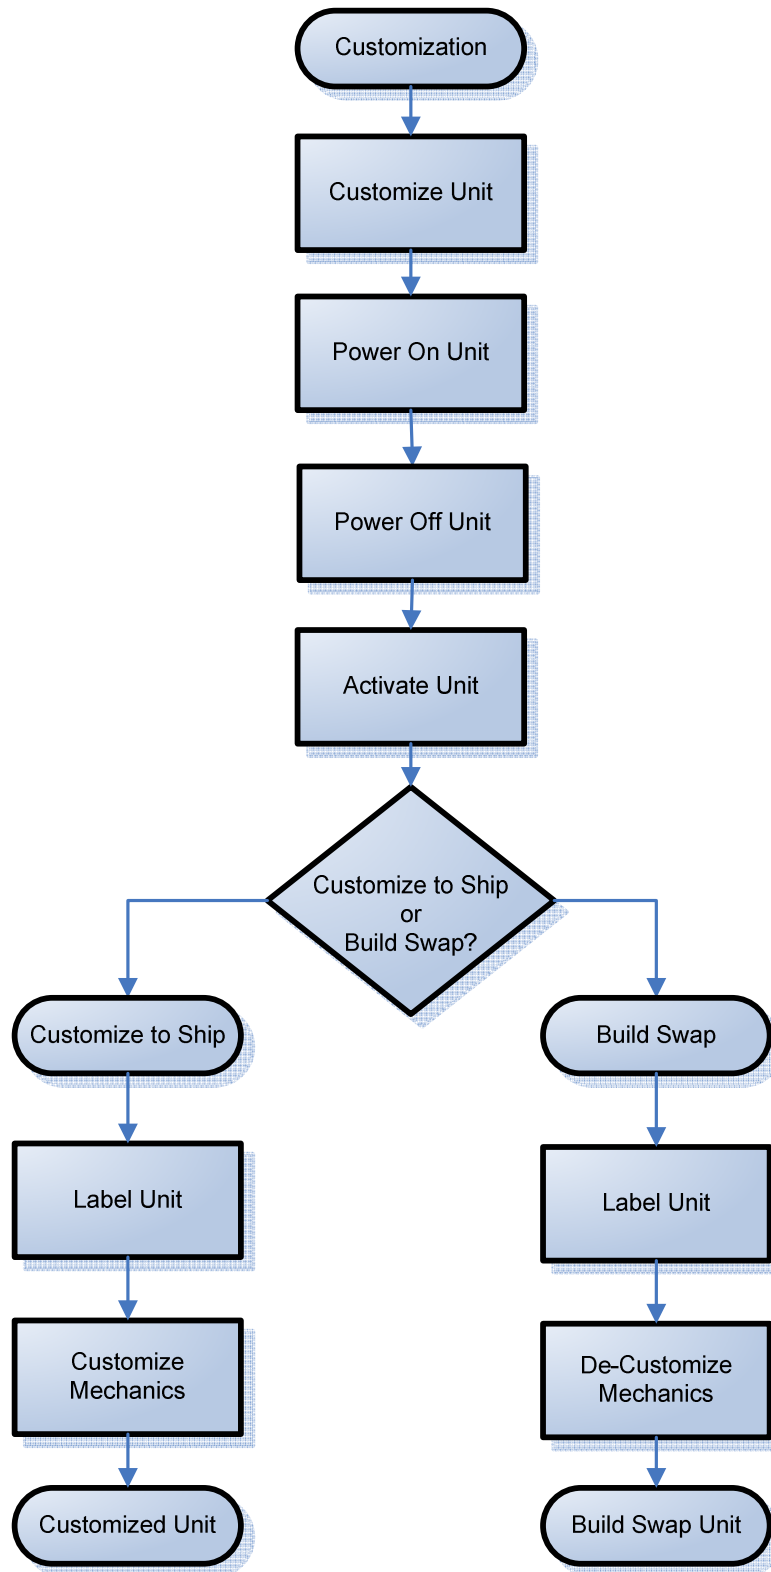 Customization
Customize Unit
Power On Unit
Power Off Unit
Activate Unit
Customize to Ship
or
Build Swap?
Customize to Ship
Build Swap
Label Unit
Label Unit
Customize
Mechanics
De-Customize
Mechanics
Customized Unit
Build Swap Unit